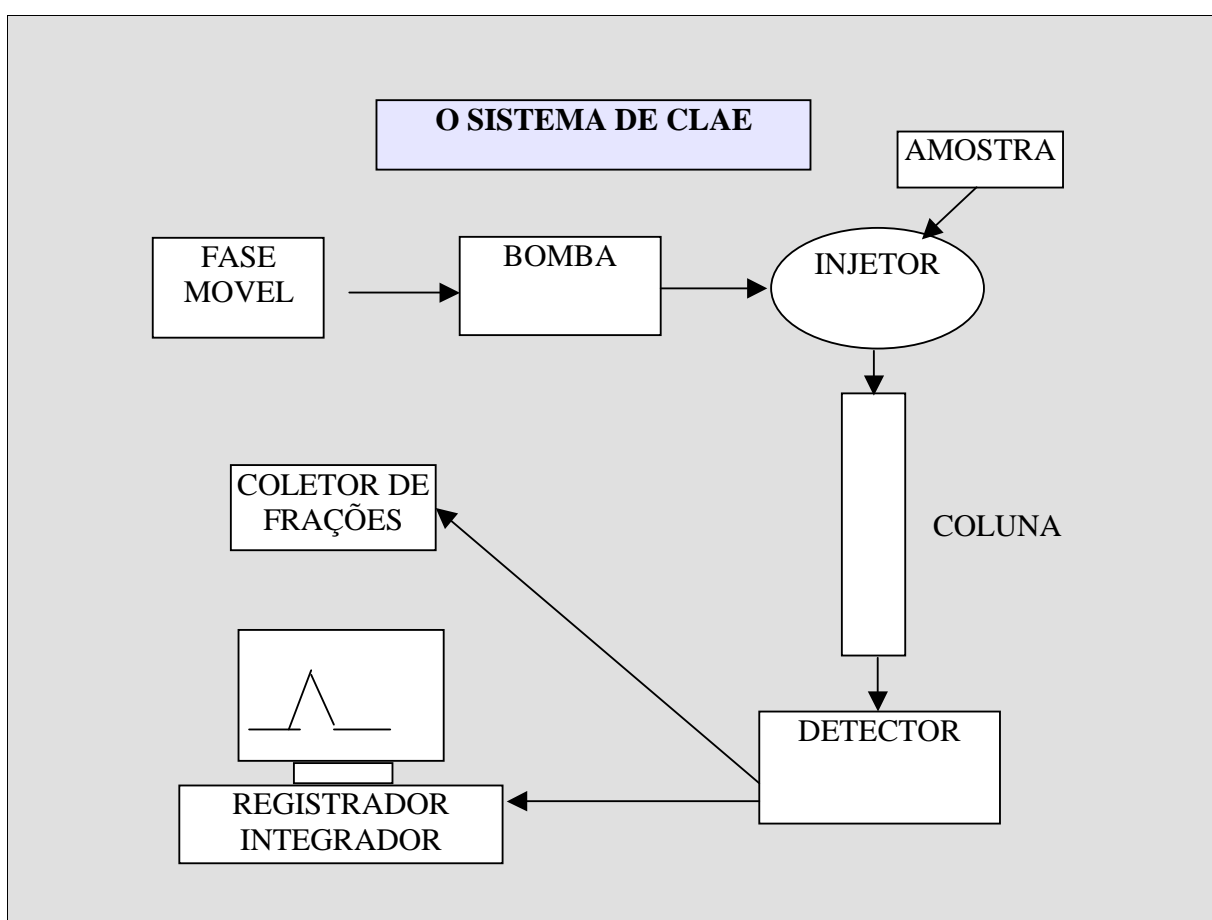 O SISTEMA DE CLAE
AMOSTRA
FASE
MOVEL
BOMBA
INJETOR
COLETOR DE
FRAÇÕES
COLUNA
DETECTOR
REGISTRADOR
INTEGRADOR